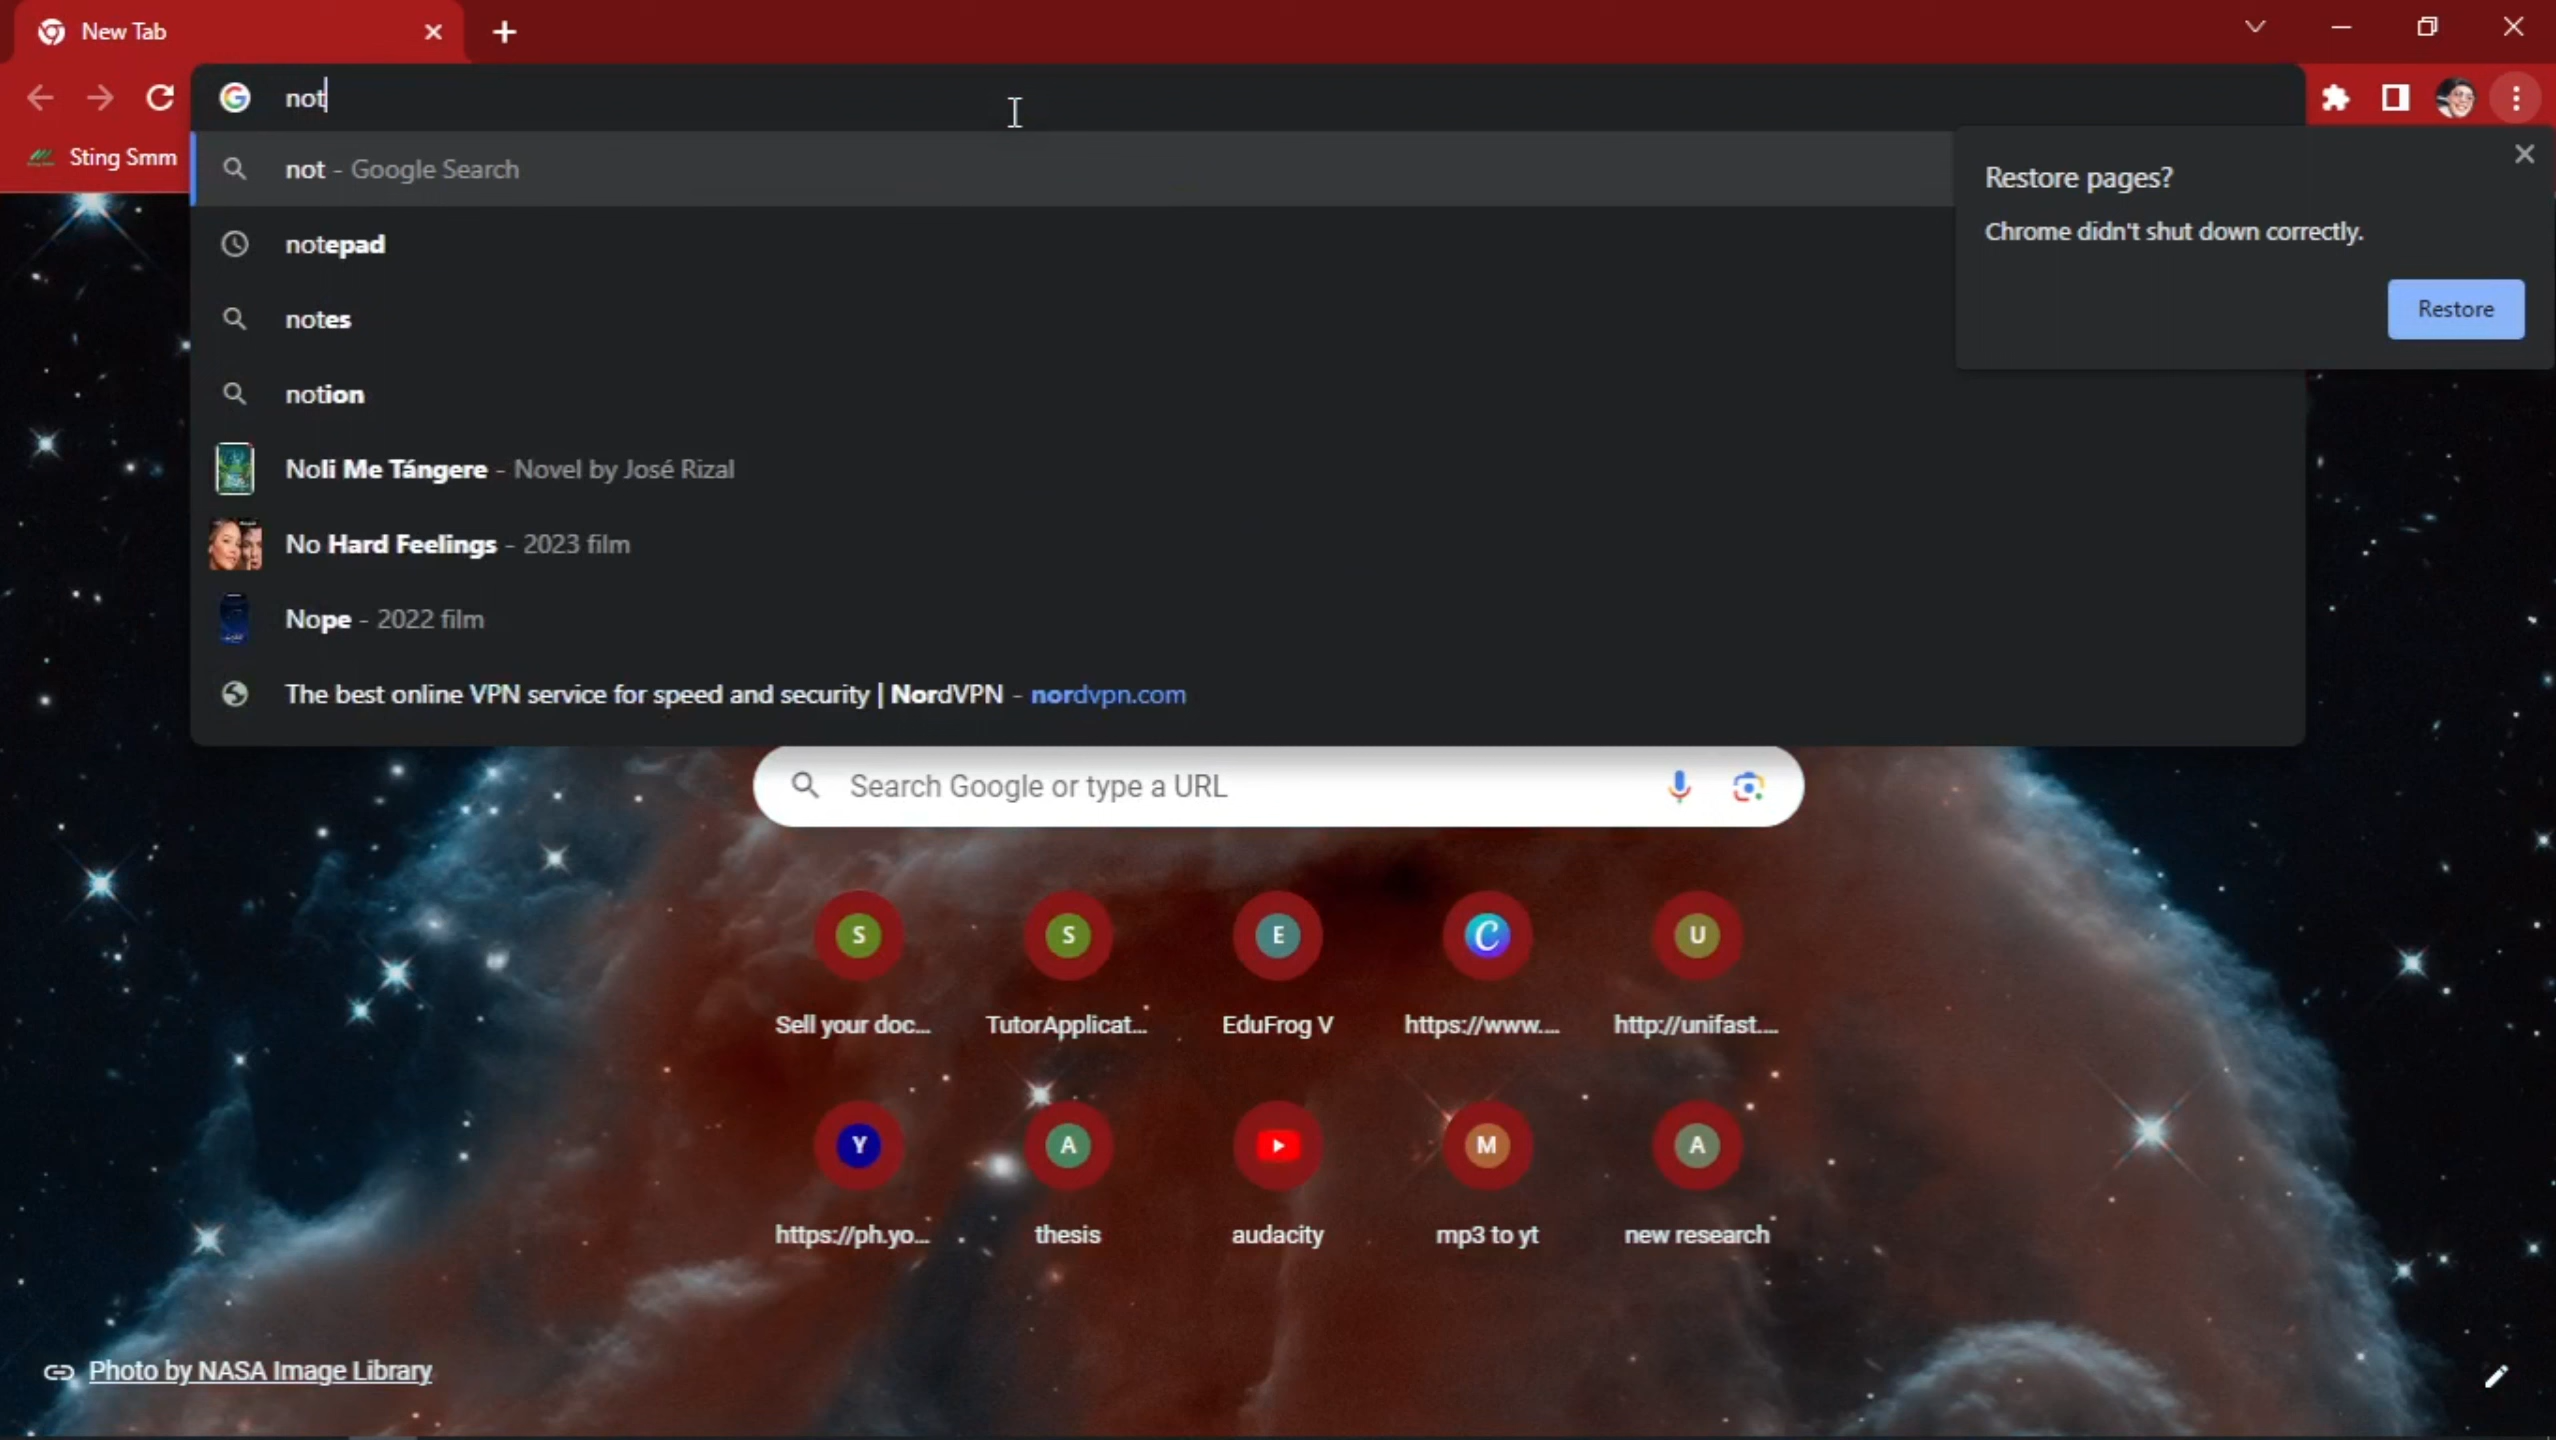 New Tab
not
Sting Smm
not - Google Search
notepad
notes
notion
Noli Me Tángere - Novel by José Rizal
No Hard Feelings - 2023 film
Nope - 2022 film
The best online VPN service for speed and security | NordVPN - nordvpn.com
Restore pages?
Chrome didn't shut down correctly.
Restore
Search Google or type a URL
S S E C U
Sell your doc... TutorApplicat... EduFrog V https://www.... http://unifast....
Y A M A
https://ph.yo... thesis audacity mp3 to yt new research
Photo by NASA Image Library